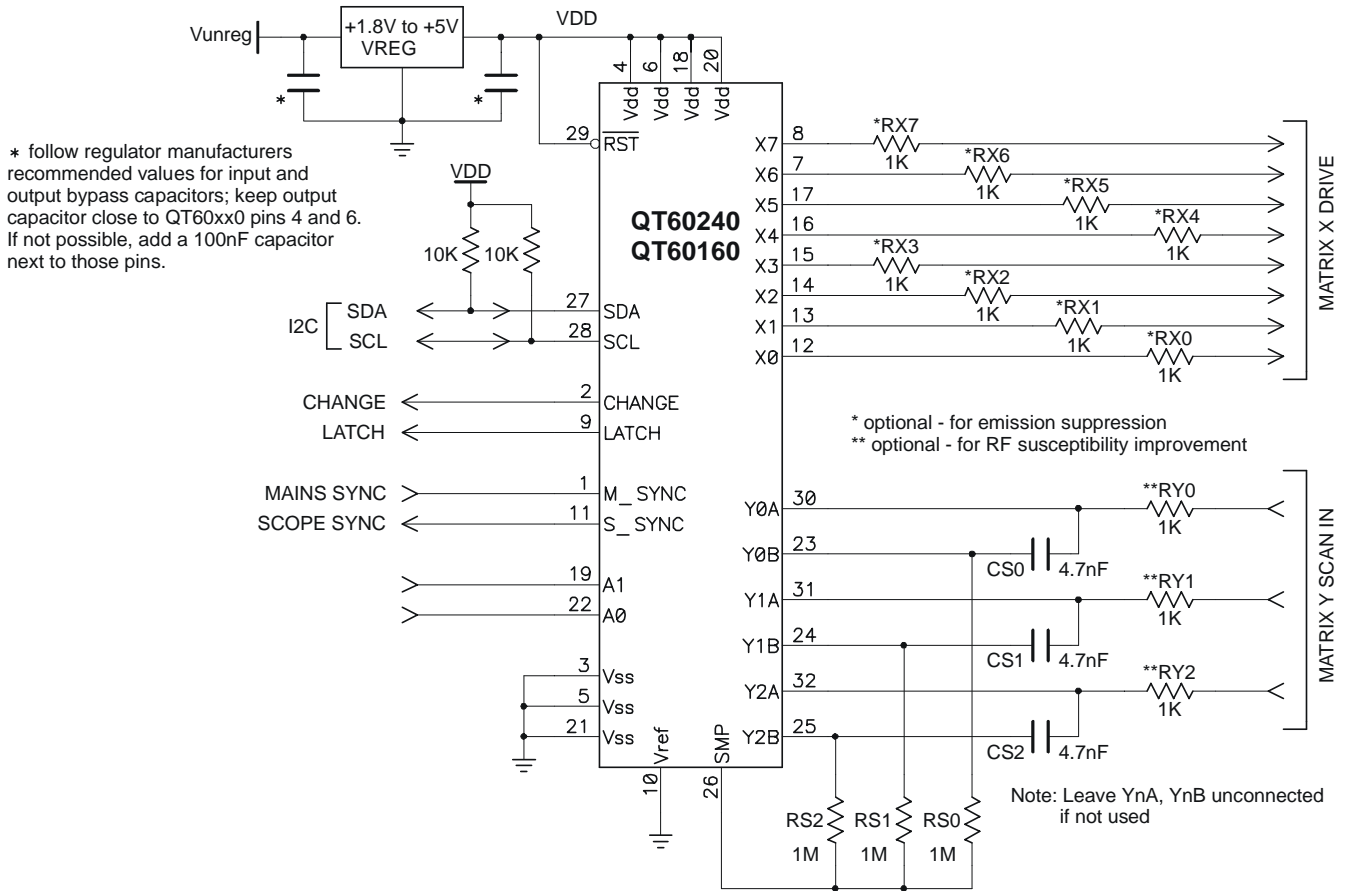 Vunreg
+1.8V to +5V
VREG
VDD
*
*
4
6
18
20
Vdd
Vdd
Vdd
Vdd
* follow regulator manufacturers
recommended values for input and
output bypass capacitors; keep output
capacitor close to QT60xx0 pins 4 and 6.
If not possible, add a 100nF capacitor
next to those pins.
29
RST
VDD
10K
10K
QT60240
QT60160
I2C
SDA
SCL
27
SDA
28
SCL
CHANGE
2
CHANGE
LATCH
9
LATCH
MAINS SYNC
1
M_SYNC
SCOPE SYNC
11
S_SYNC
19
A1
22
A0
3
Vss
5
Vss
21
Vss
Vref
10
SMP
26
X7
8
*RX7
1K
X6
7
*RX6
1K
X5
17
*RX5
1K
X4
16
*RX4
1K
X3
15
*RX3
1K
X2
14
*RX2
1K
X1
13
*RX1
1K
X0
12
*RX0
1K
MATRIX X DRIVE
* optional - for emission suppression
** optional - for RF susceptibility improvement
Y0A
30
**RY0
1K
Y0B
23
CS0
4.7nF
Y1A
31
**RY1
1K
Y1B
24
CS1
4.7nF
Y2A
32
**RY2
1K
Y2B
25
CS2
4.7nF
MATRIX Y SCAN IN
Note: Leave YnA, YnB unconnected
if not used
RS2
1M
RS1
1M
RS0
1M